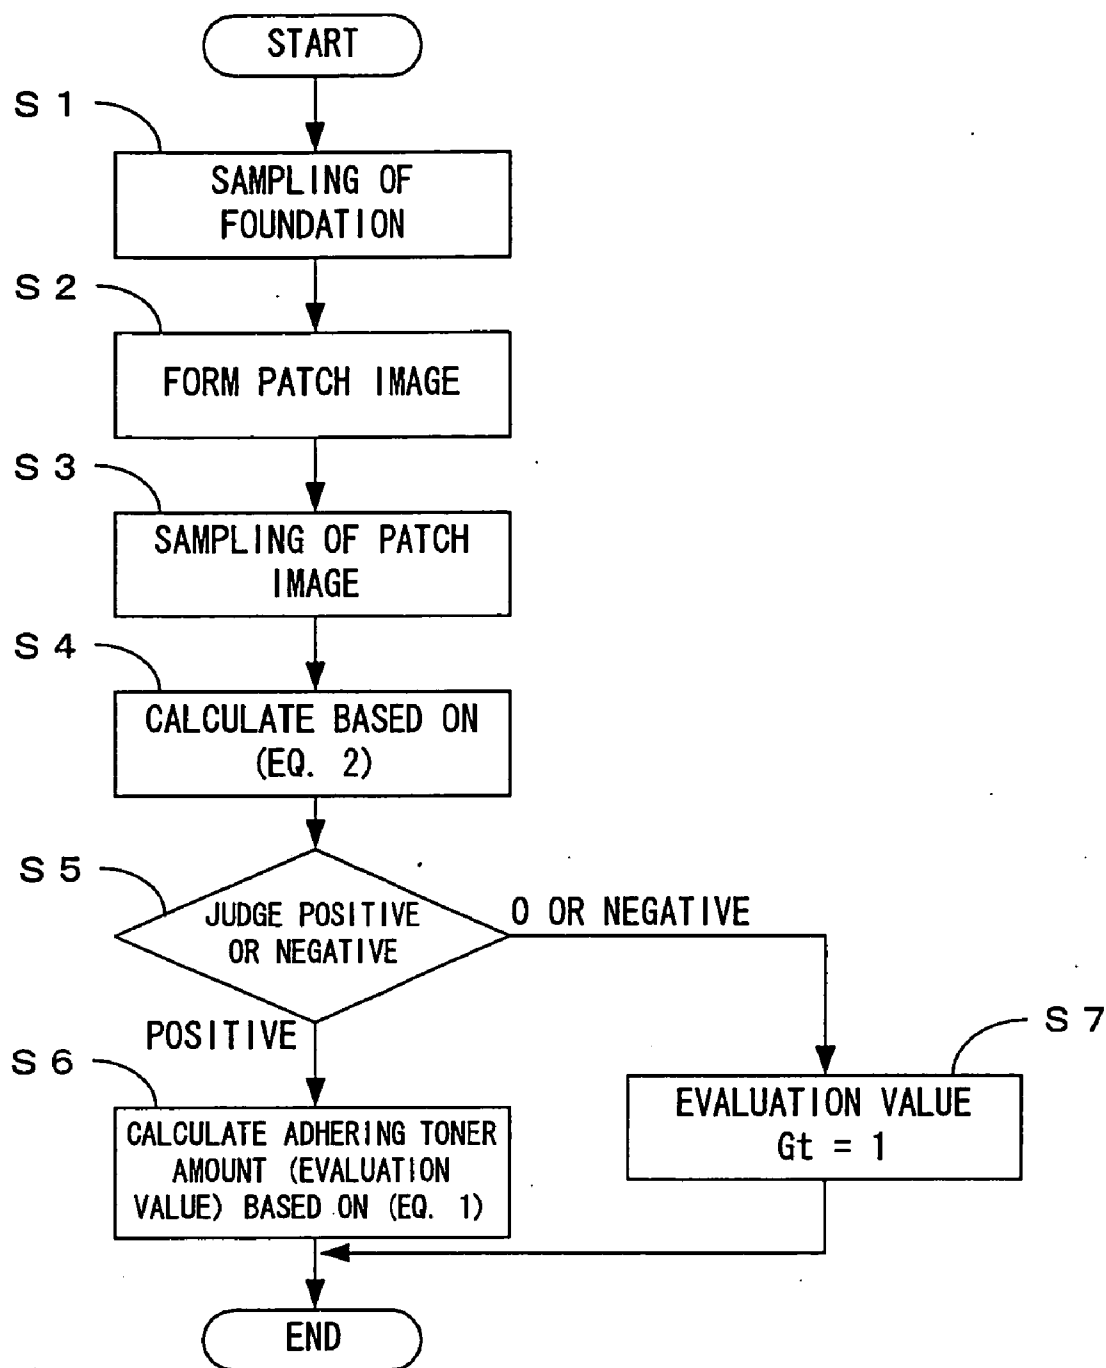 START
S 1
SAMPLING OF
FOUNDATION
S 2
FORM PATCH IMAGE
S 3
SAMPLING OF PATCH
IMAGE
S 4
CALCULATE BASED ON
(EQ. 2)
S 5
JUDGE POSITIVE
OR NEGATIVE
0 OR NEGATIVE
POSITIVE
S 6
CALCULATE ADHERING TONER
AMOUNT (EVALUATION
VALUE) BASED ON (EQ. 1)
S 7
EVALUATION VALUE
Gt = 1
END